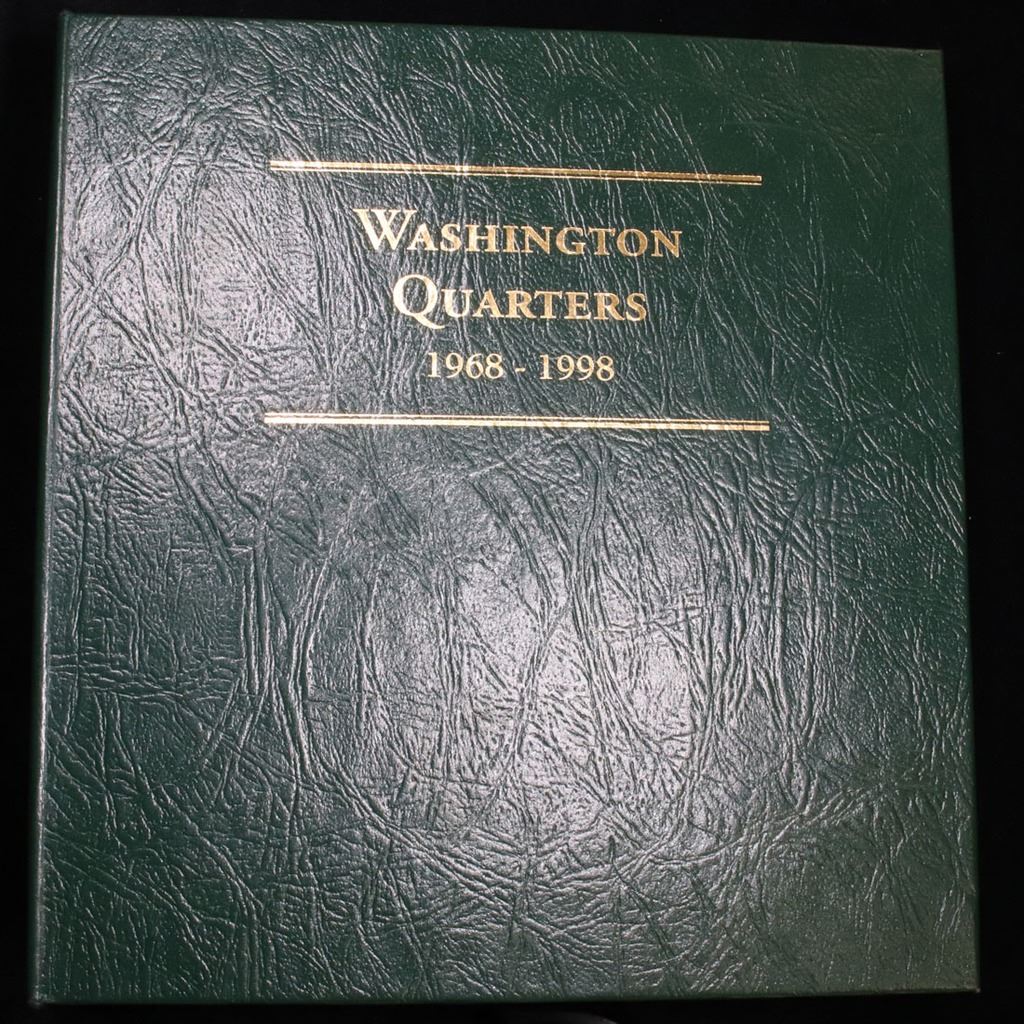 WASHINGTON
QUARTERS
1968 - 1998